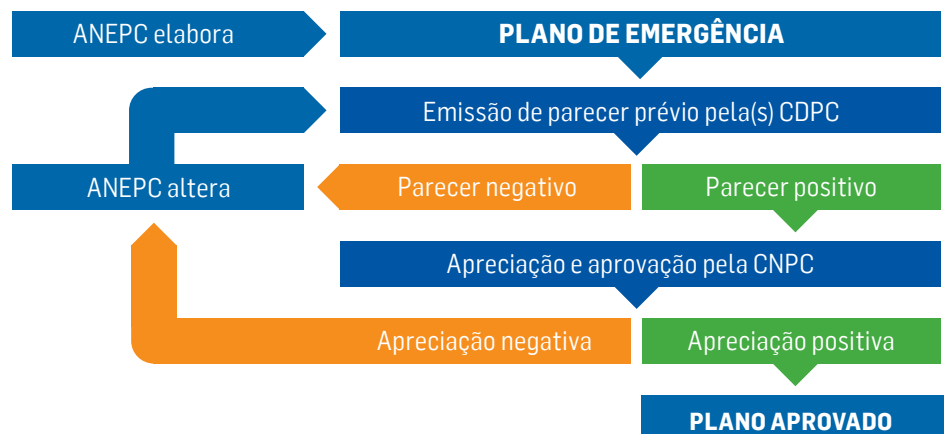 ANEPC elabora
PLANO DE EMERGÊNCIA
Emissão de parecer prévio pela(s) CDPC
ANEPC altera
Parecer negativo
Parecer positivo
Apreciação e aprovação pela CNPC
Apreciação negativa
Apreciação positiva
PLANO APROVADO